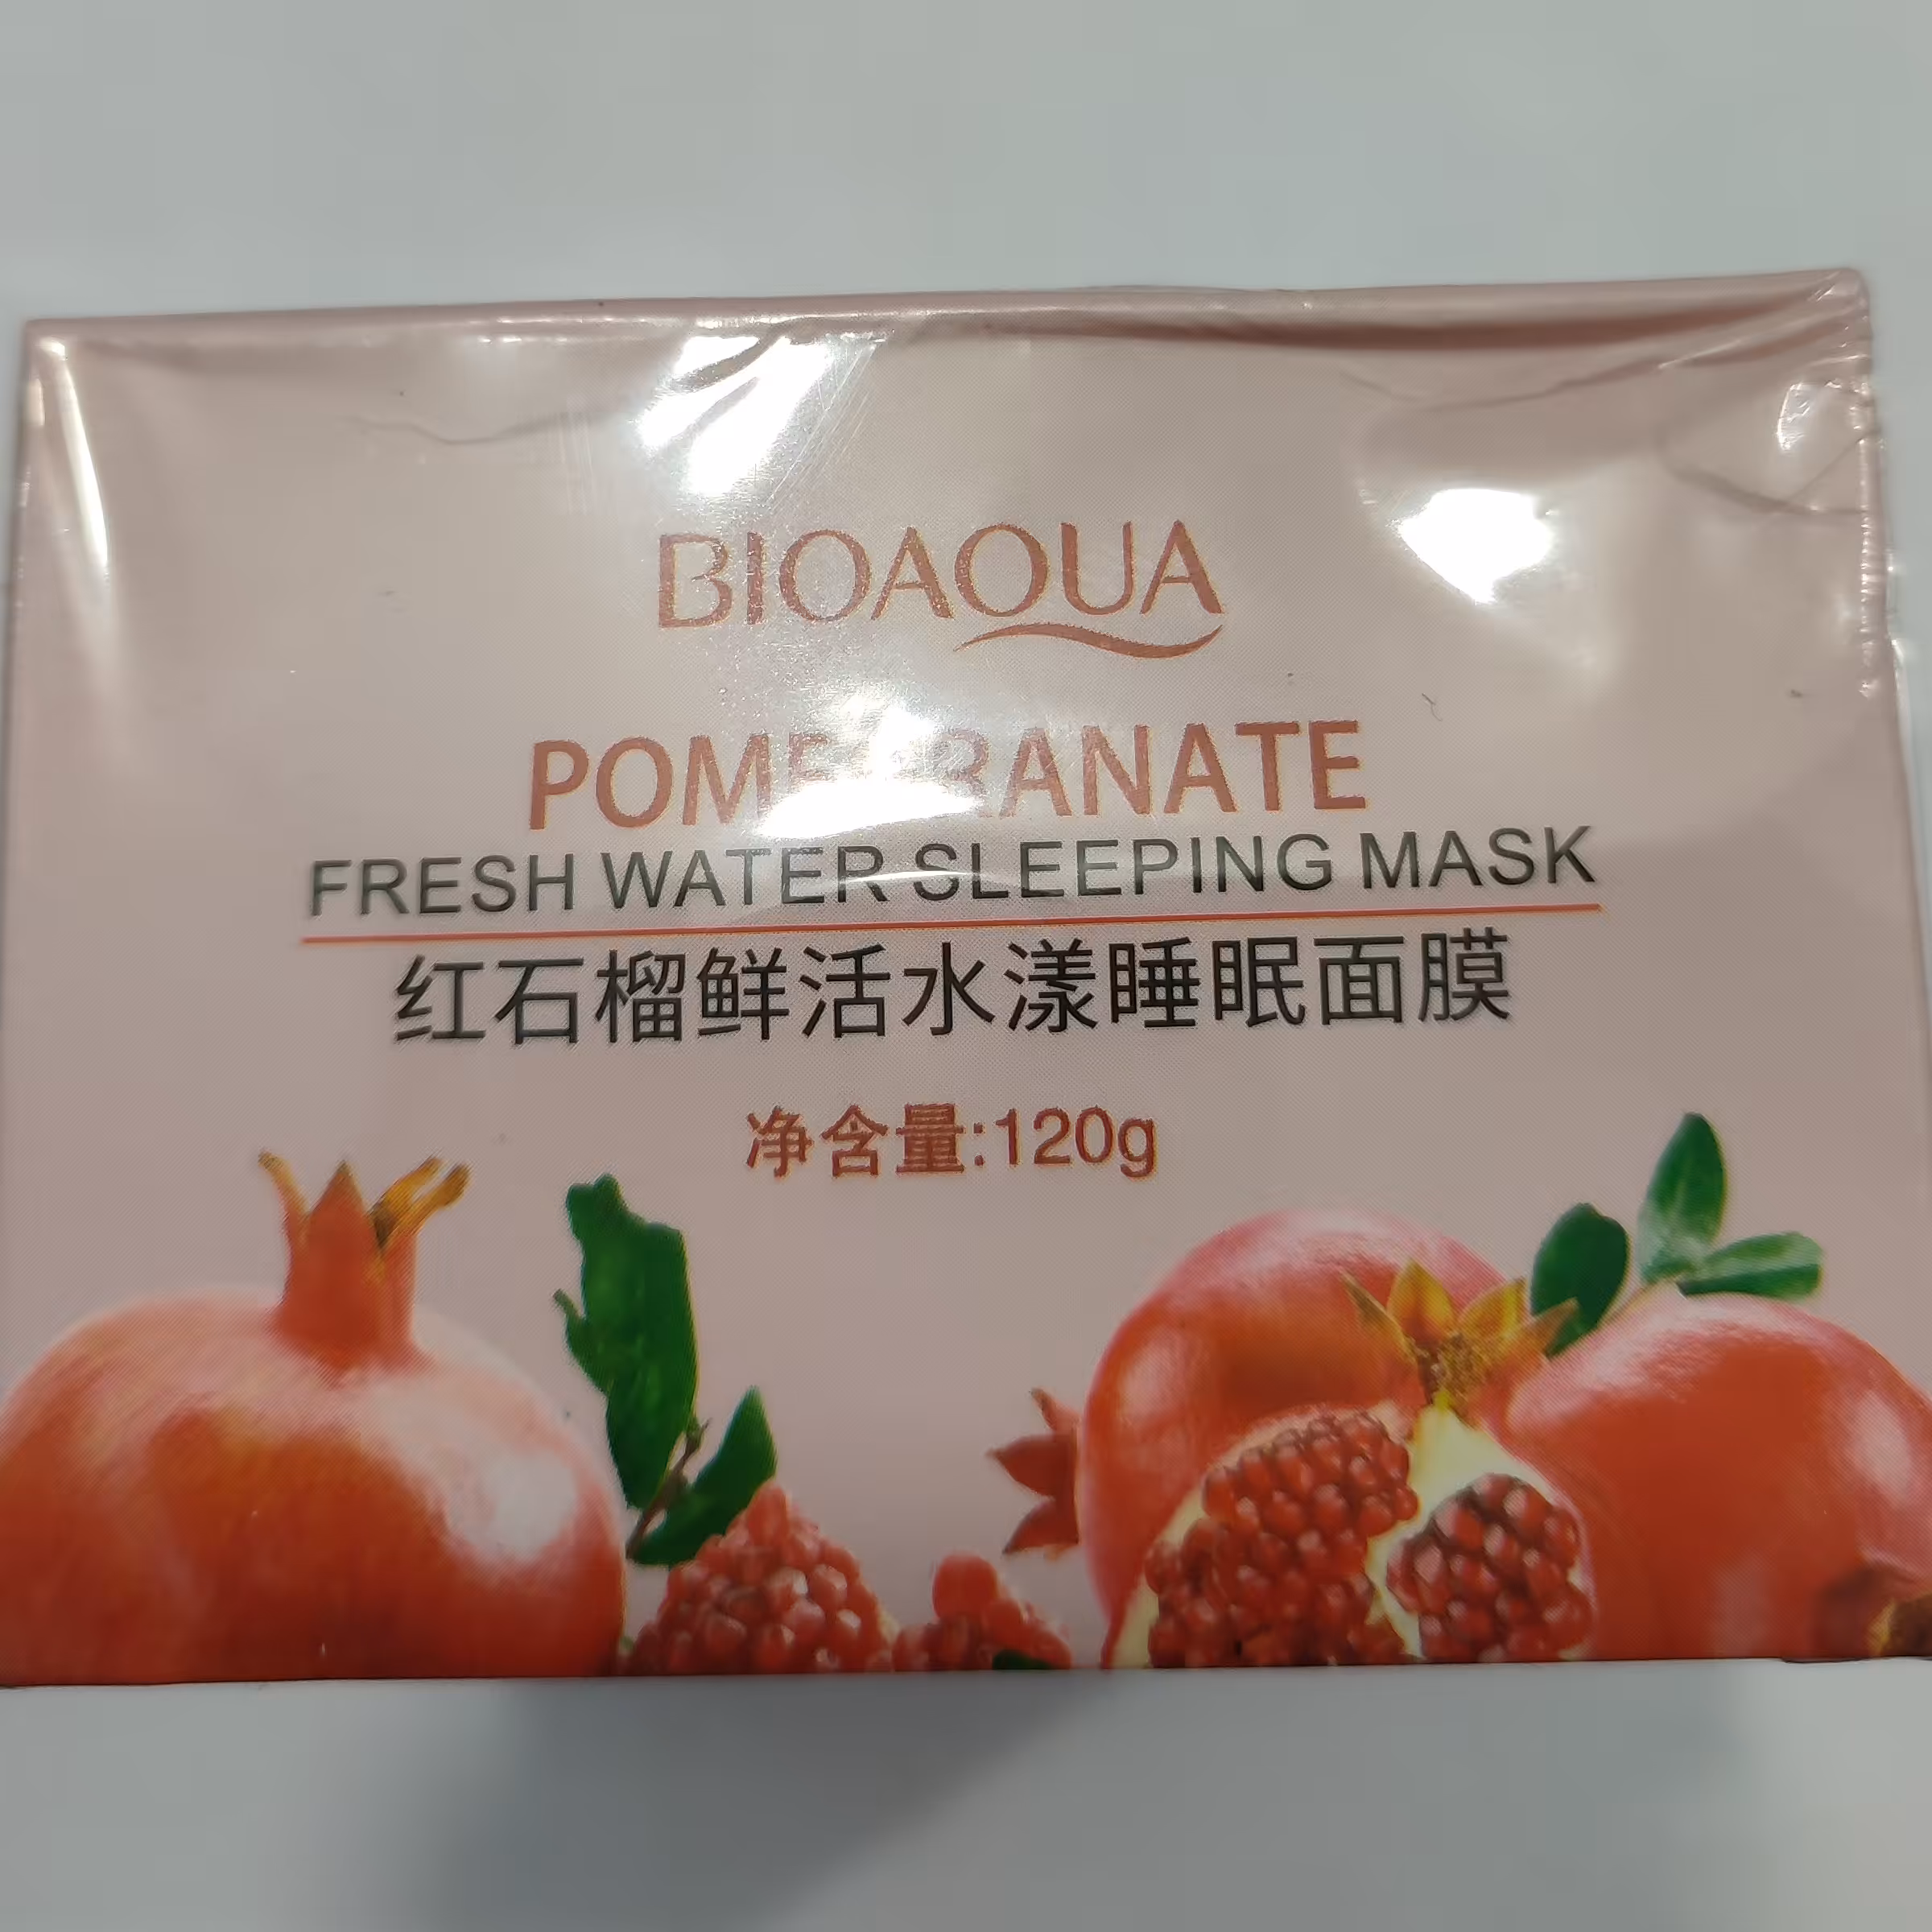 BIOAQUA
POMEGRANATE
FRESH WATER SLEEPING MASK
红石榴鲜活水漾睡眠面膜
净含量:120g